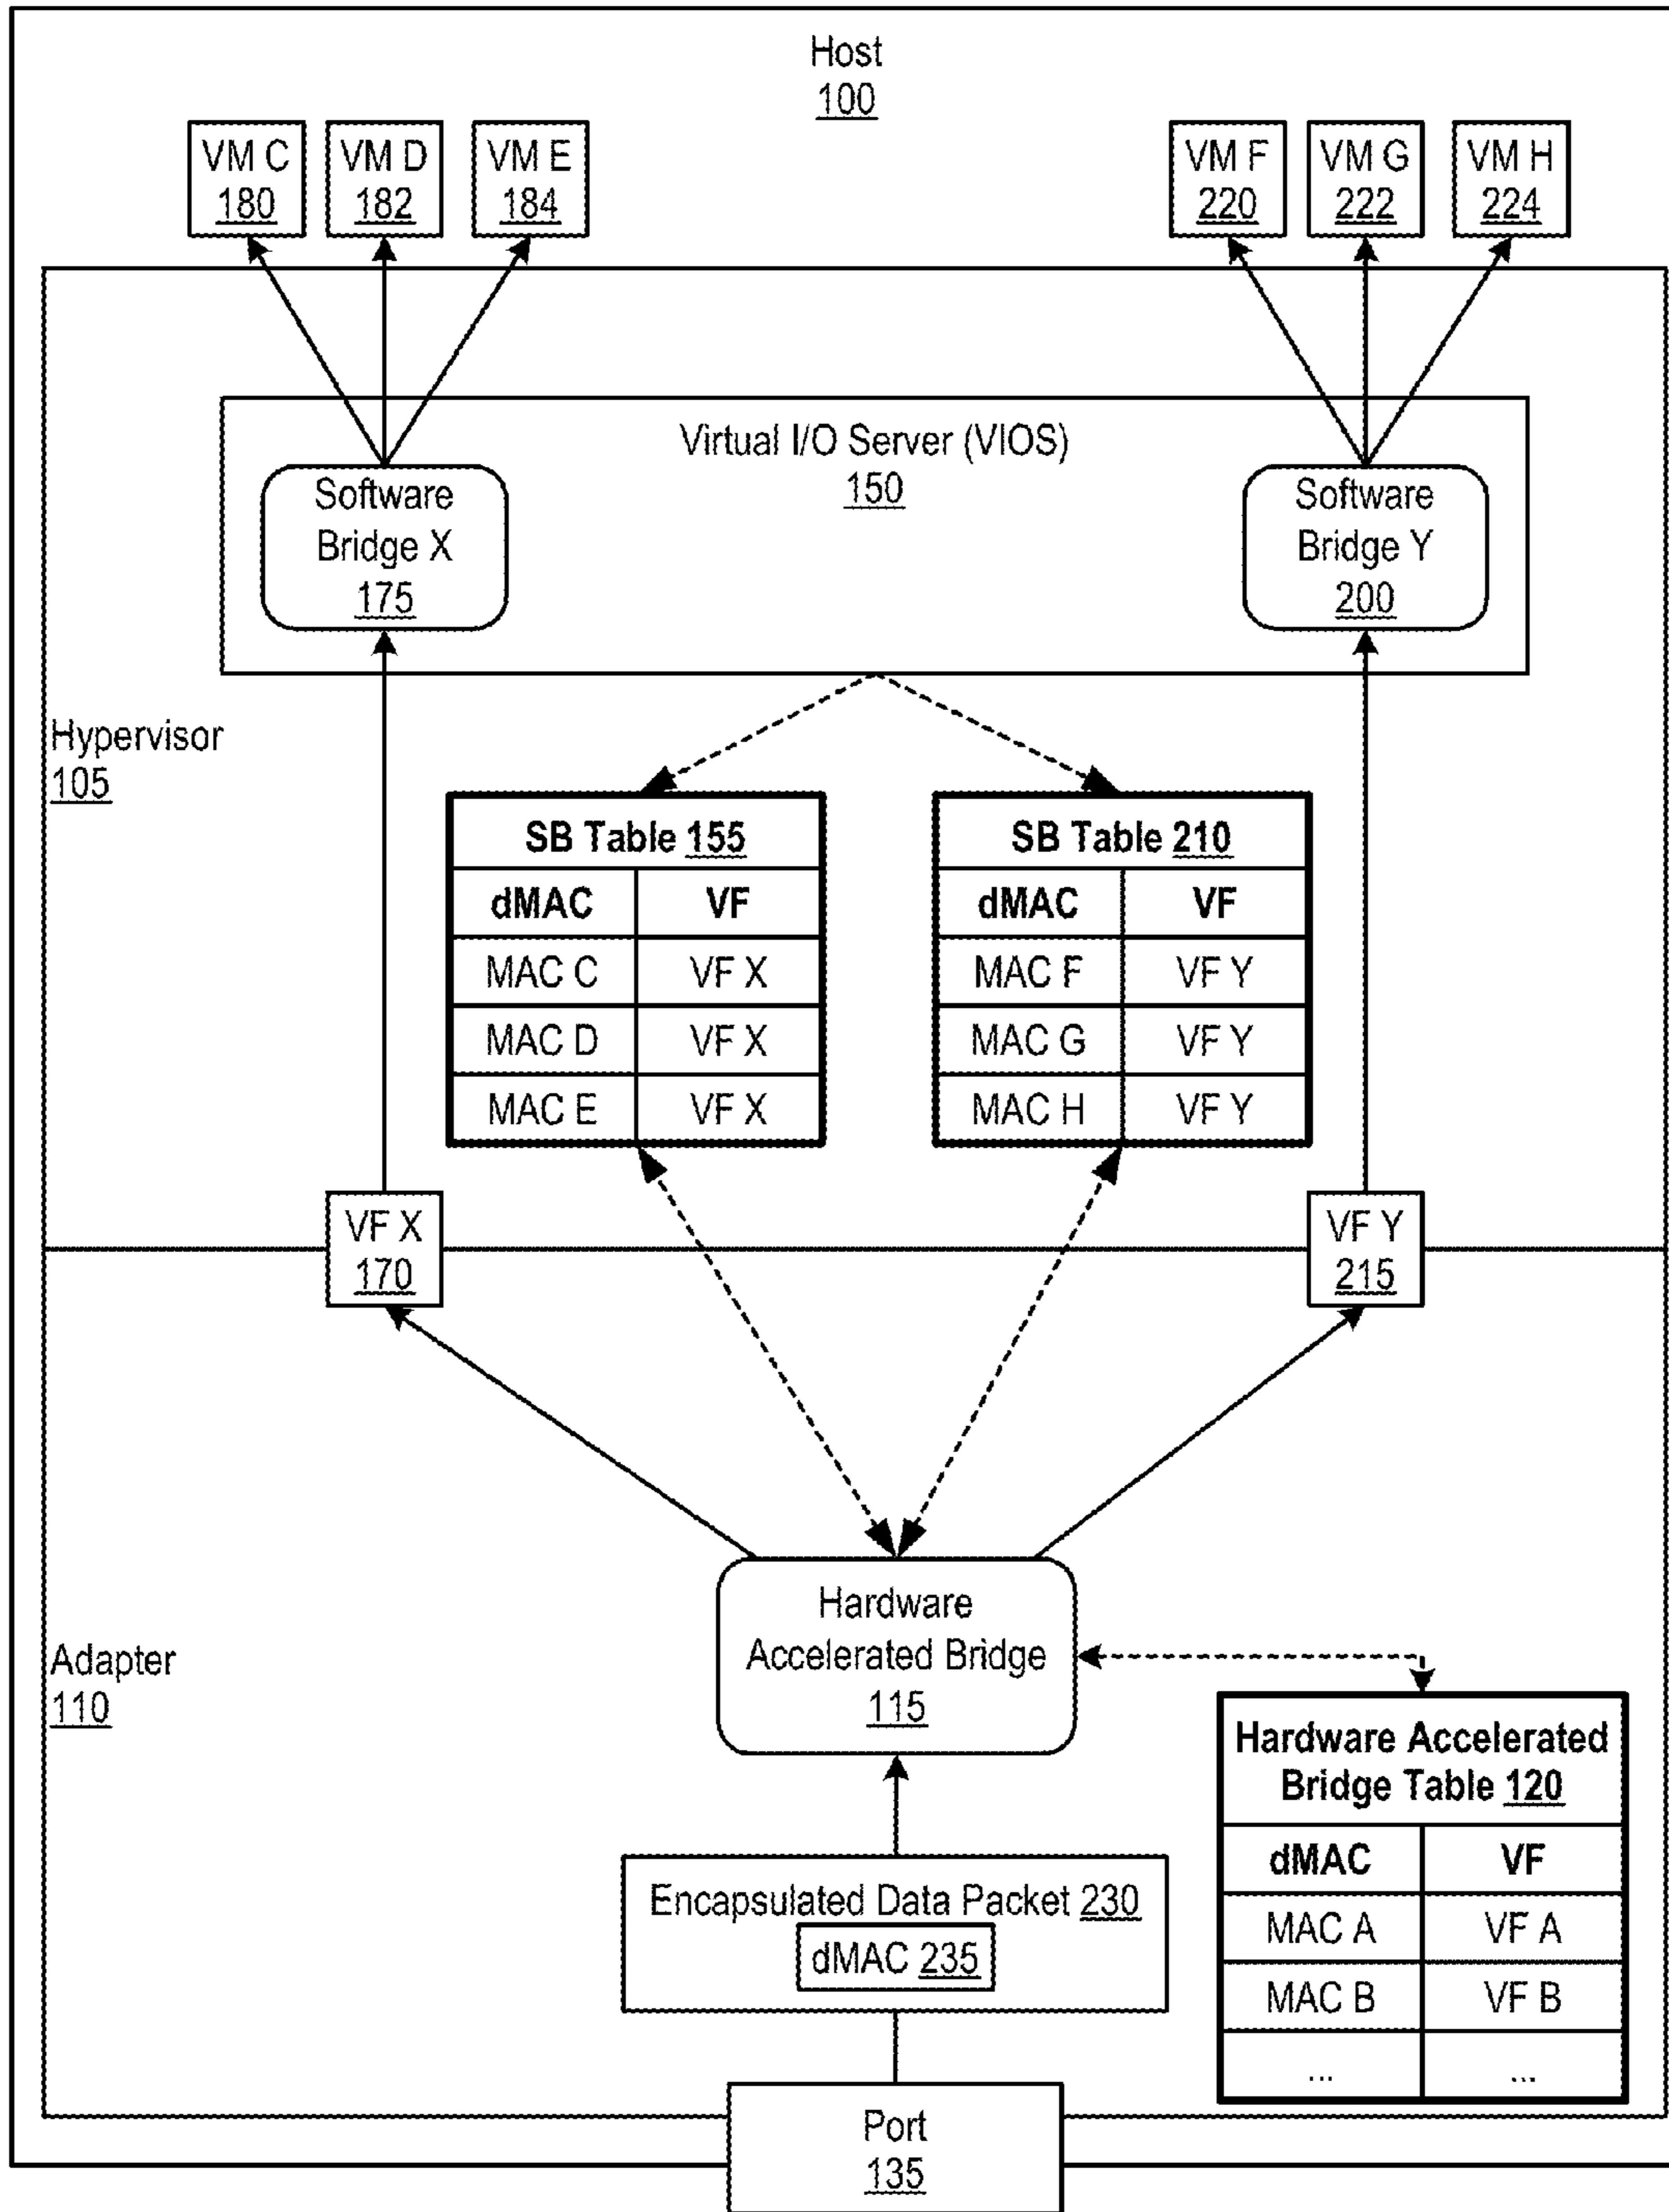 Host
100
VM C
180
VM D
182
VM E
184
VM F
220
VM G
222
VM H
224
Virtual I/O Server (VIOS)
150
Software
Bridge X
175
Software
Bridge Y
200
Hypervisor
105
SB Table 155
dMAC VF
MAC C VF X
MAC D VF X
MAC E VF X
SB Table 210
dMAC VF
MAC F VF Y
MAC G VF Y
MAC H VF Y
VF X
170
VF Y
215
Adapter
110
Hardware
Accelerated Bridge
115
Hardware Accelerated
Bridge Table 120
dMAC VF
MAC A VF A
MAC B VF B
... ...
Encapsulated Data Packet 230
dMAC 235
Port
135